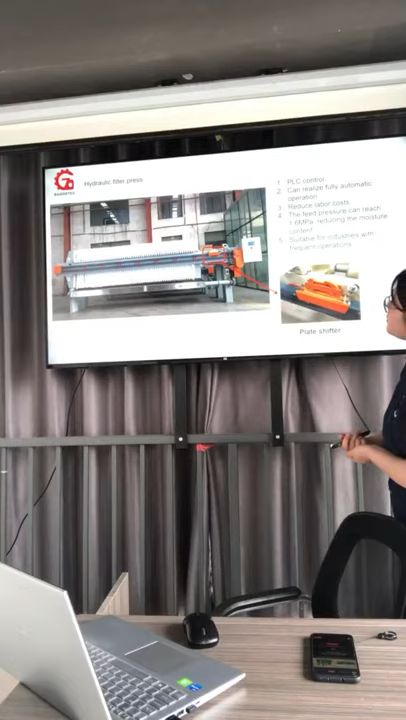 Hydraulic filter press
1 PLC control
2. Can realize fully automatic
operation
3 Reduce labor costs
4 The feed pressure can reach
1.6MPa, reducing the moisture
content
5 Suitable for industries with
frequent operations
Plate shifter